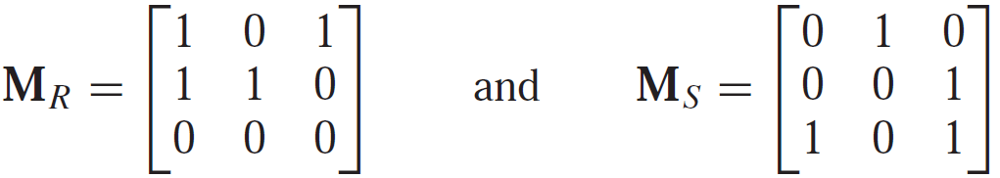 M_R = [1 0 1; 1 1 0; 0 0 0] and M_S = [0 1 0; 0 0 1; 1 0 1]